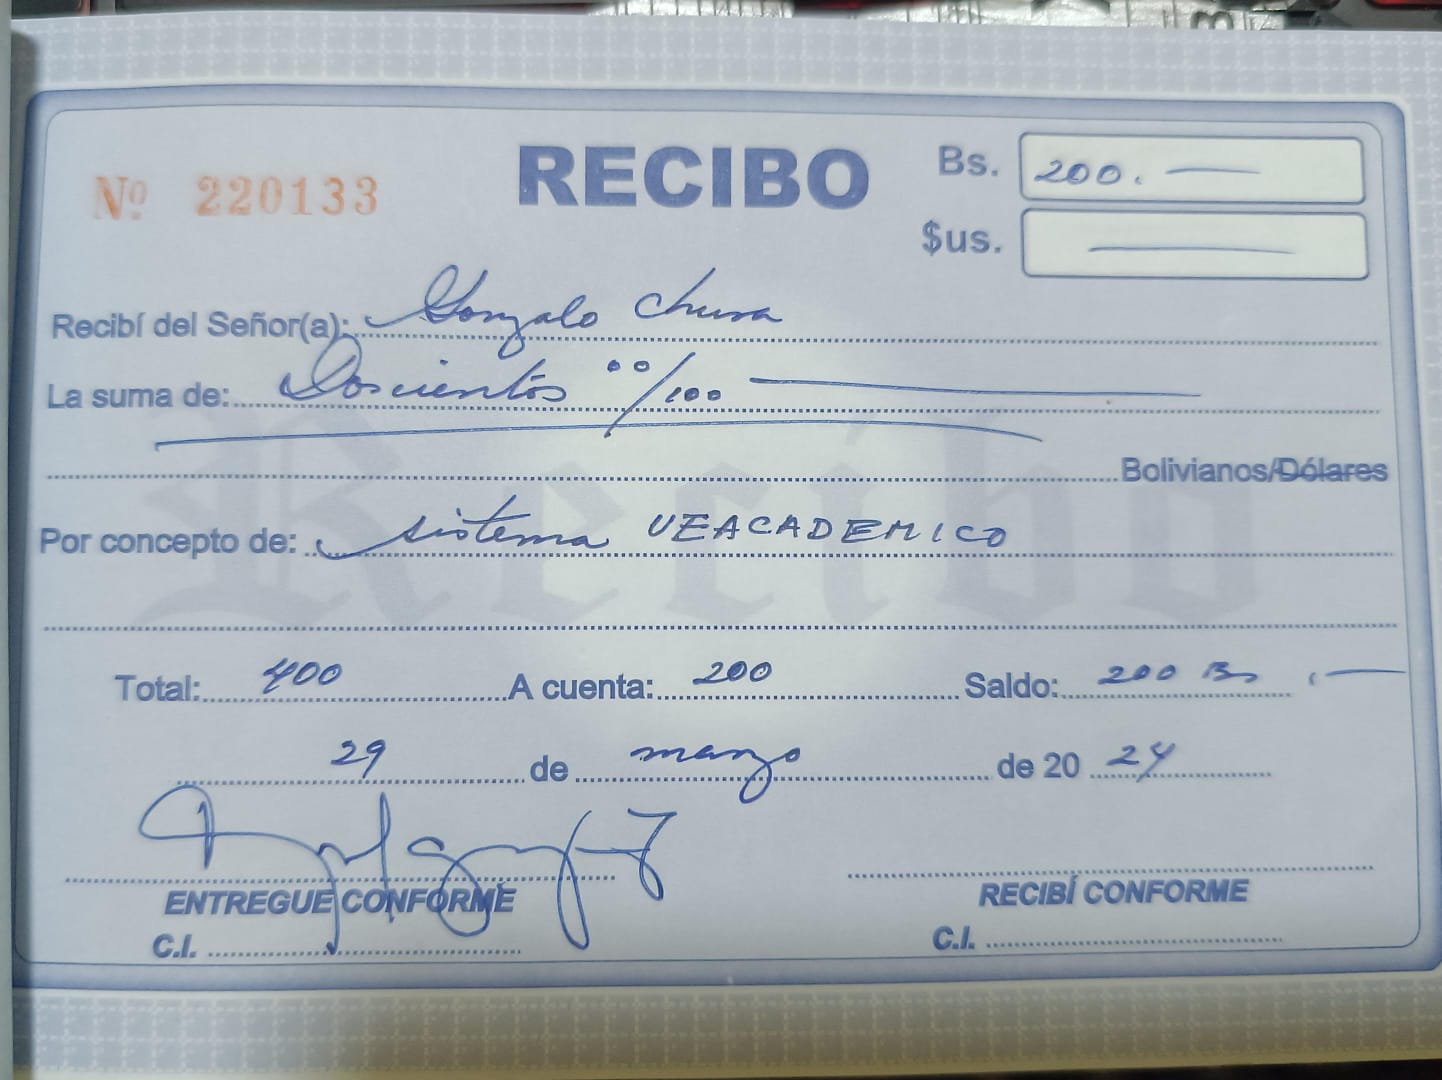 Nº 220133
RECIBO
Bs. 200.
$us.
Recibí del Señor(a): Gonzalo Chura
La suma de: Doscientos 00/100
Bolivianos/Dólares
Por concepto de: sistema UEACADEMICO
Total: 400 A cuenta: 200 Saldo: 200 Bs
29 de marzo de 20 24
ENTREGUE CONFORME RECIBÍ CONFORME
C.I. C.I.
Recibo